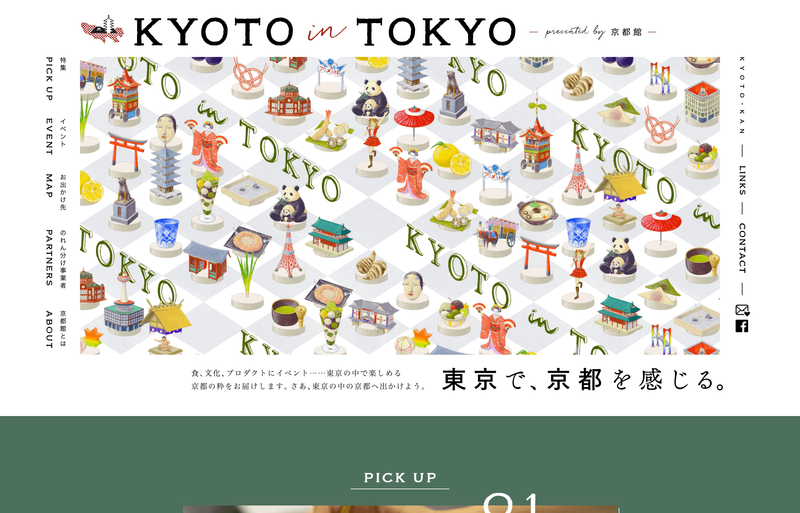 KYOTO in TOKYO
presented by 京都館
特集
PICK UP
イベント
EVENT
お出かけ先
MAP
のれん分け事業者
PARTNERS
京都館とは
ABOUT
KYOTO
in
TOKYO
KYOTO
KYOTO
in
TOKYO
KYOTO
in
KYOTO-KAN
LINKS
CONTACT
食、文化、プロダクトにイベント……東京の中で楽しめる
京都の粋をお届けします。さあ、東京の中の京都へ出かけよう。
東京で、京都を感じる。
PICK UP
01